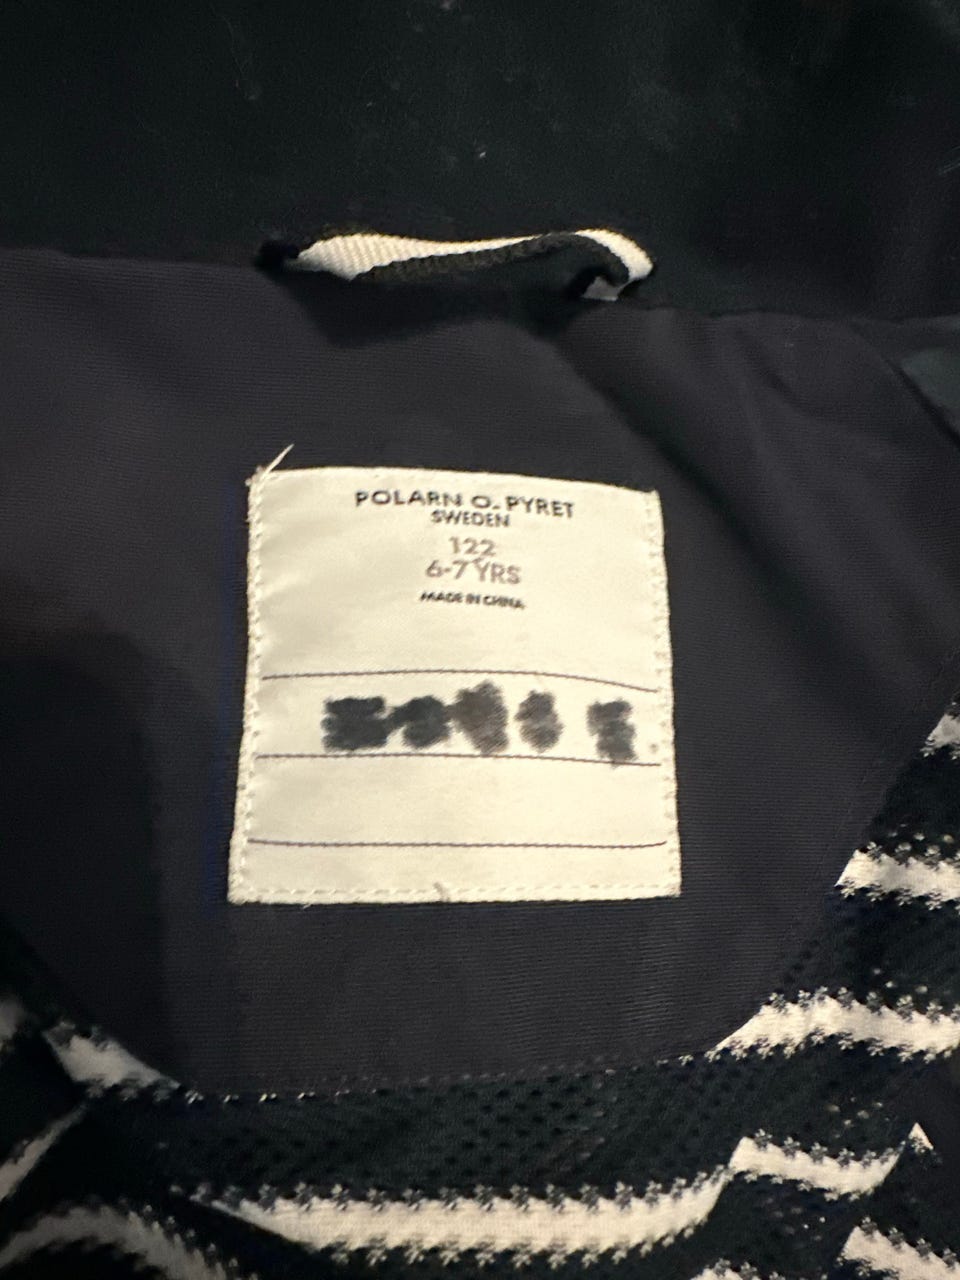 POLARN O. PYRET
SWEDEN
122
6-7 YRS
MADE IN CHINA